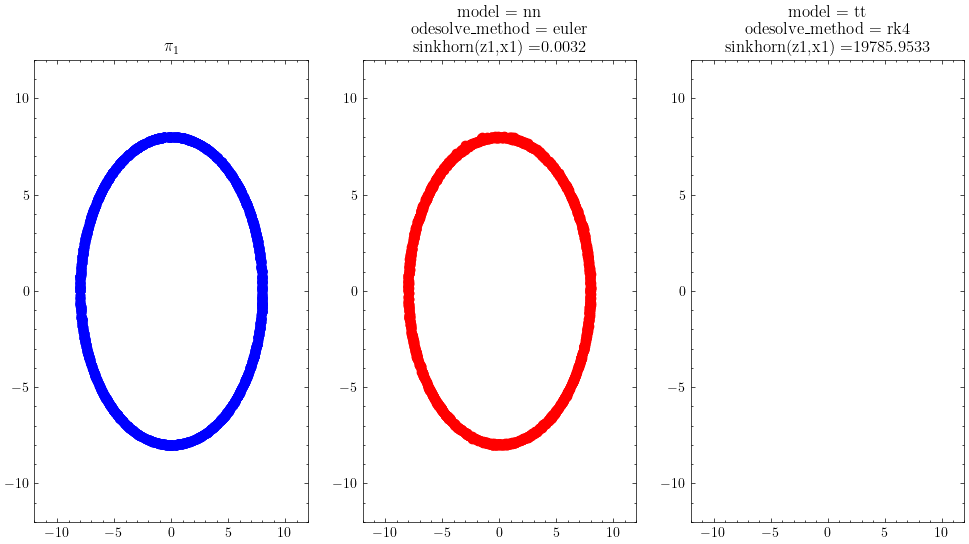 π1
10
5
0
−5
−10
−10 −5 0 5 10
model = nn
odesolve_method = euler
sinkhorn(z1,x1) =0.0032
10
5
0
−5
−10
−10 −5 0 5 10
model = tt
odesolve_method = rk4
sinkhorn(z1,x1) =19785.9533
10
5
0
−5
−10
−10 −5 0 5 10